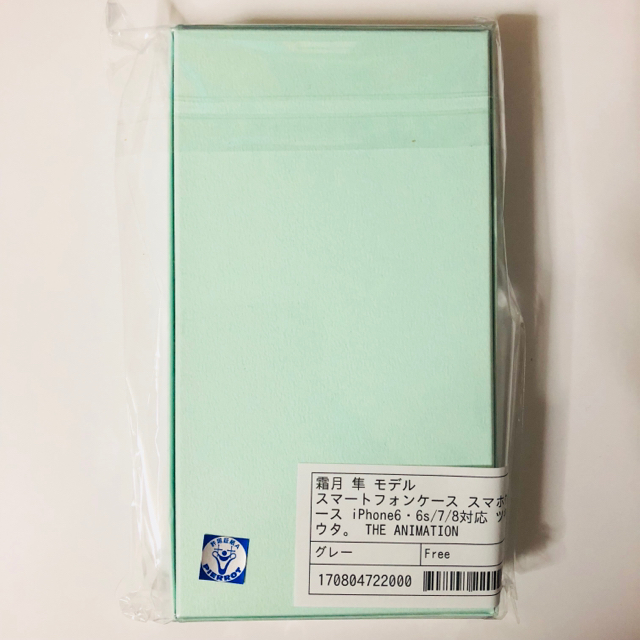 霜月 隼 モデル
スマートフォンケース スマホ
ース iPhone6・6s/7/8対応 ツ
ウタ。 THE ANIMATION
グレー Free
170804722000
PIERROT